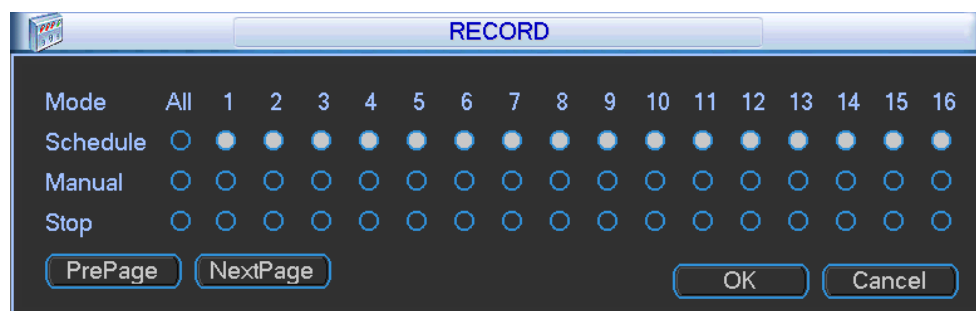 RECORD
Mode All 1 2 3 4 5 6 7 8 9 10 11 12 13 14 15 16
Schedule
Manual
Stop
PrePage NextPage OK Cancel